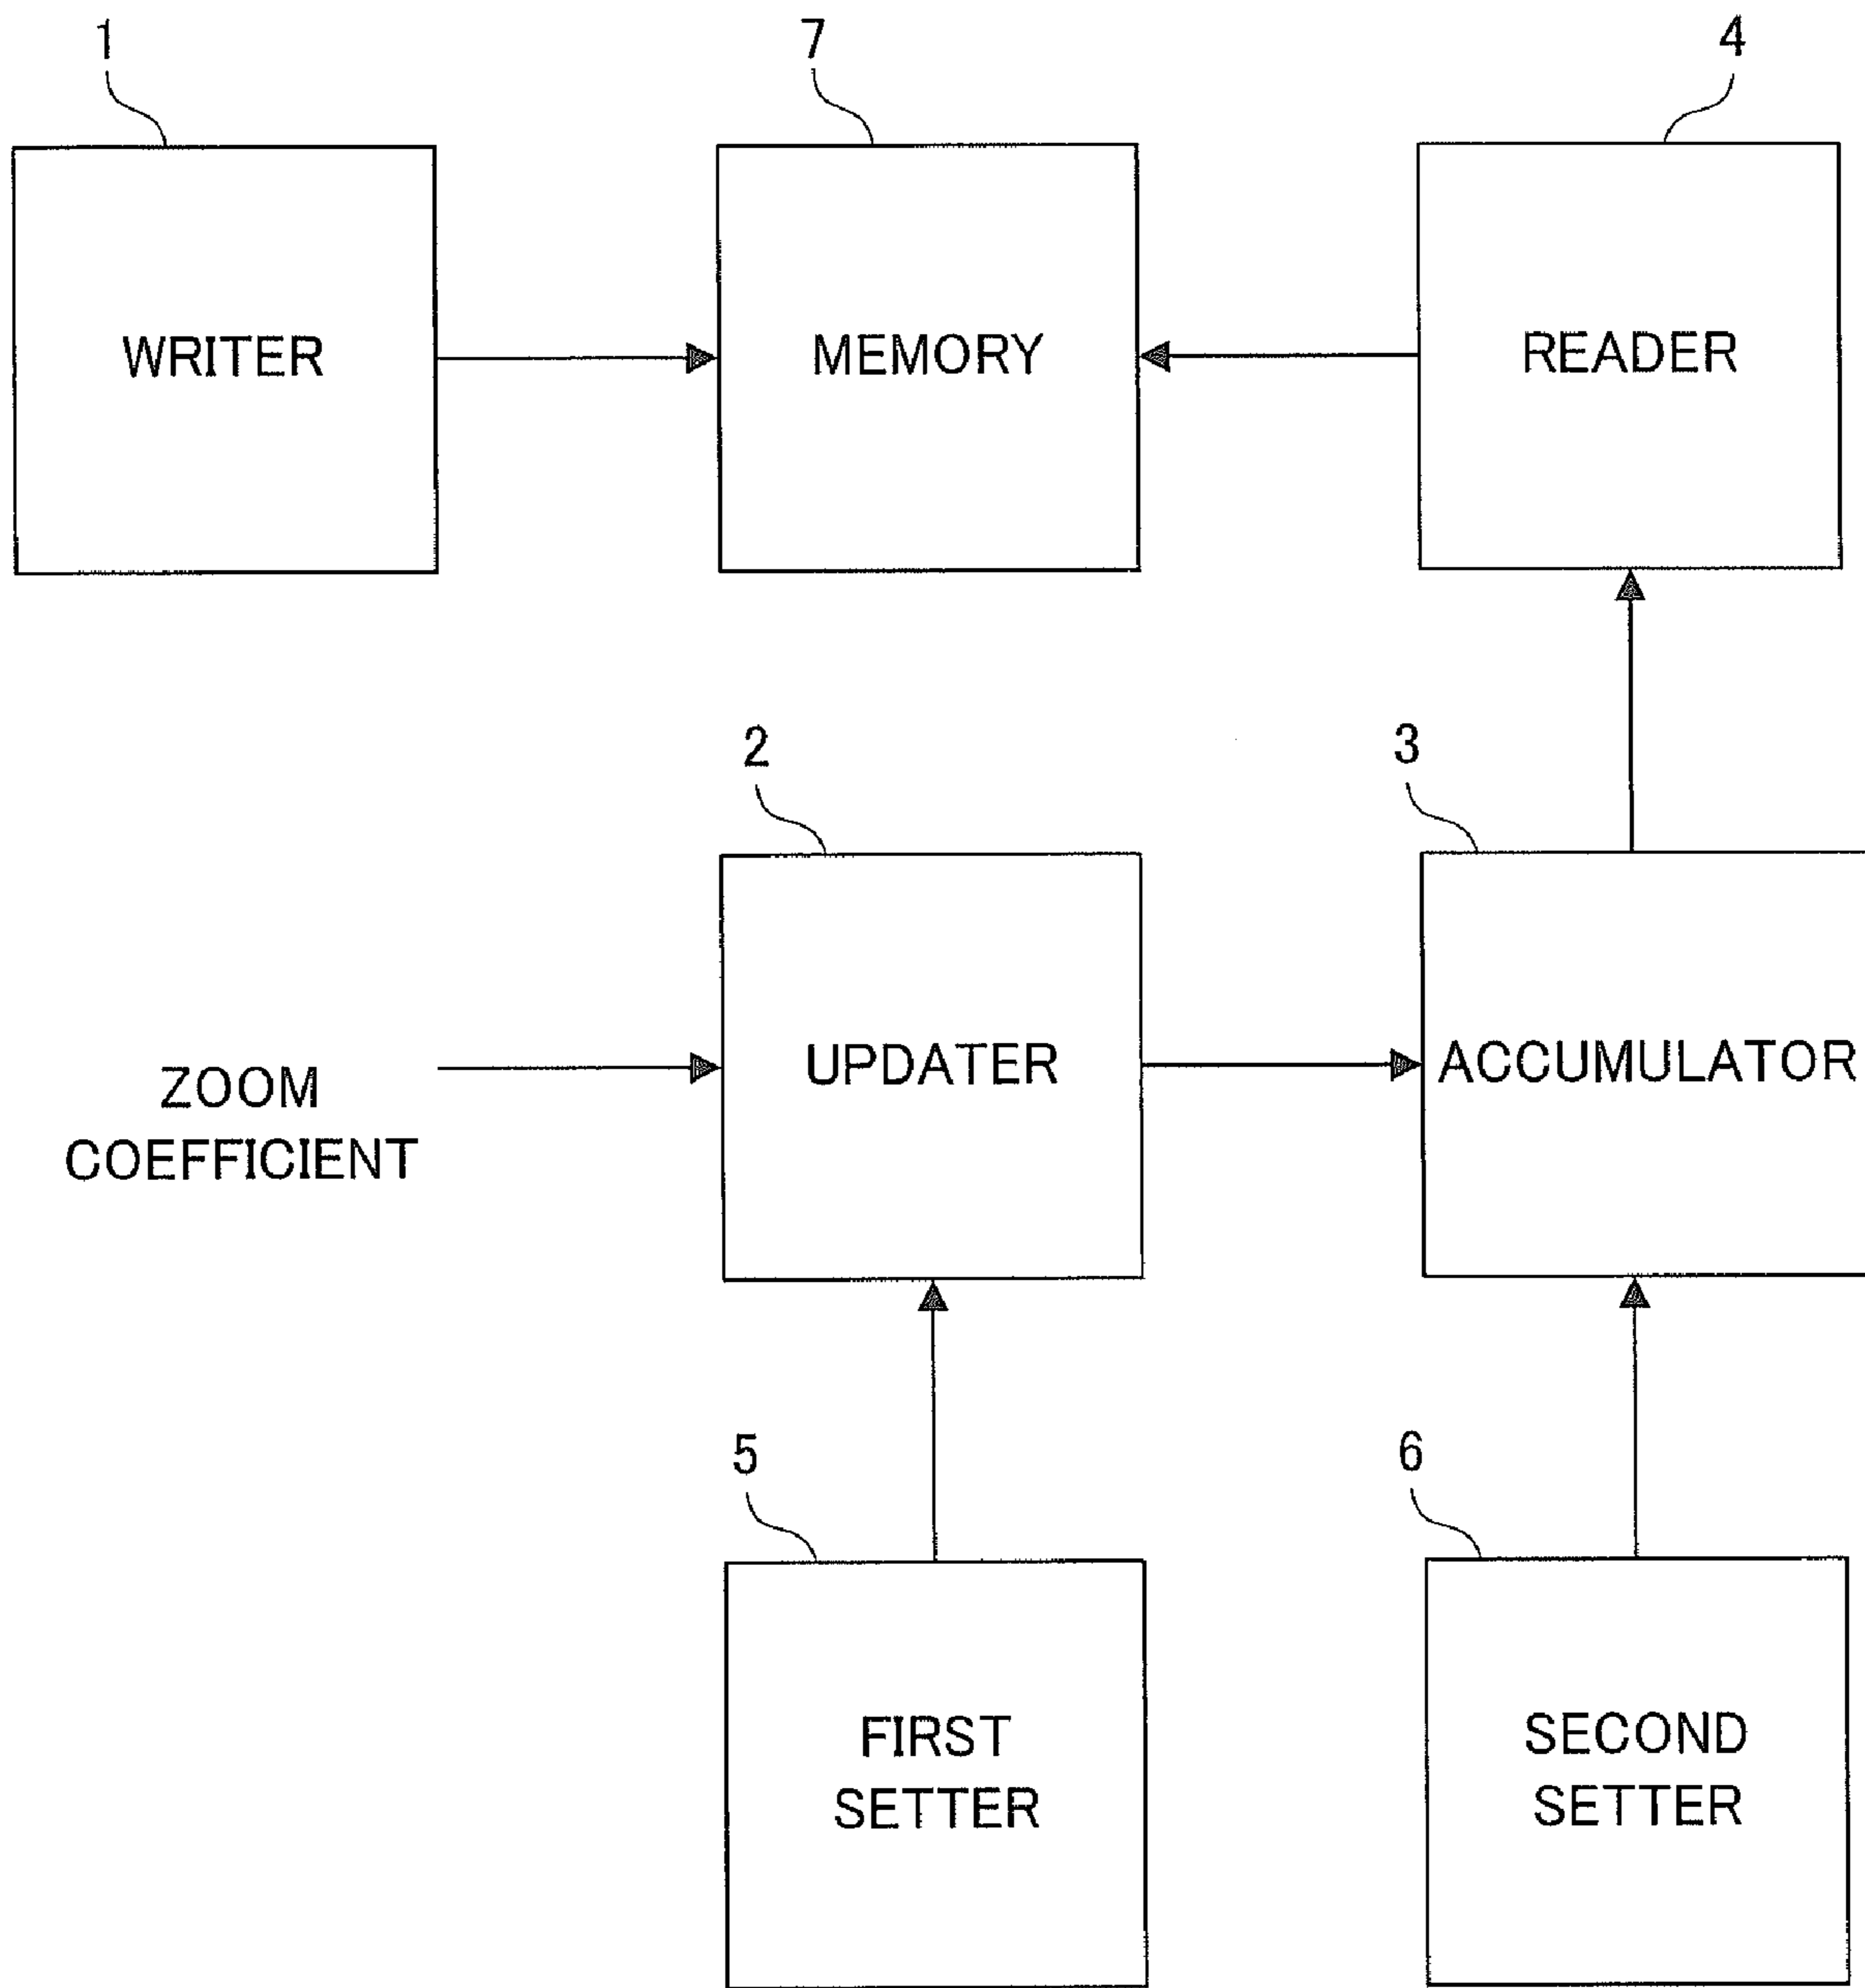 1
7
4
WRITER
MEMORY
READER
2
3
ZOOM
COEFFICIENT
UPDATER
ACCUMULATOR
5
6
FIRST
SETTER
SECOND
SETTER